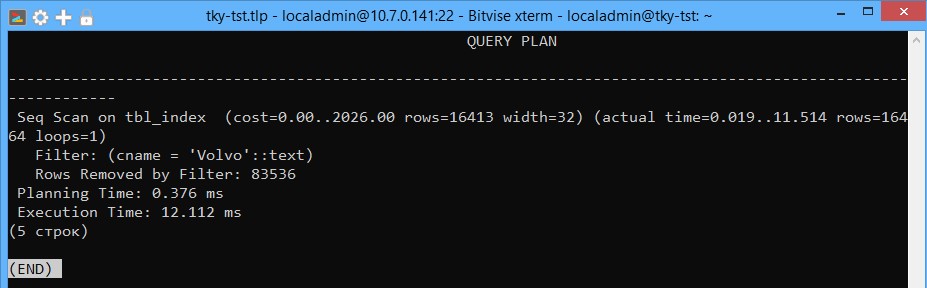 tky-tst.tlp - localadmin@10.7.0.141:22 - Bitvise xterm - localadmin@tky-tst: ~
QUERY PLAN
----------------------------------------------------------------------------------------------------
------------
Seq Scan on tbl_index  (cost=0.00..2026.00 rows=16413 width=32) (actual time=0.019..11.514 rows=164
64 loops=1)
Filter: (cname = 'Volvo'::text)
Rows Removed by Filter: 83536
Planning Time: 0.376 ms
Execution Time: 12.112 ms
(5 строк)
(END)